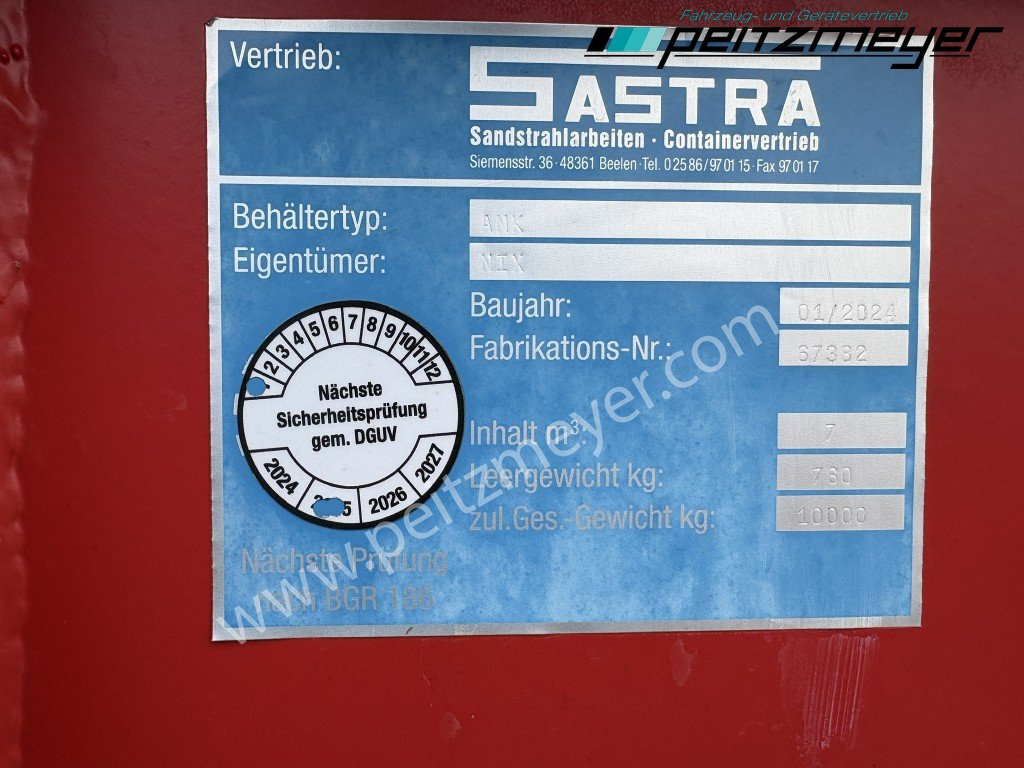 Fahrzeug- und Gerätevertrieb
peitzmeyer
Vertrieb:
SASTRA
Sandstrahlarbeiten · Containervertrieb
Siemensstr. 36 · 48361 Beelen · Tel. 0 25 86 / 97 01 15 · Fax 97 01 17
Behältertyp:
Eigentümer:
Baujahr: 01/2024
Fabrikations-Nr.:
Inhalt m³: 7
Leergewicht kg: 760
zul.Ges.-Gewicht kg: 10000
2 3 4 5 6 7 8 9 10 11 12
Nächste
Sicherheitsprüfung
gem. DGUV
2024 2026 2027
Nächste Prüfung
nach BGR 186
www.peitzmeyer.com